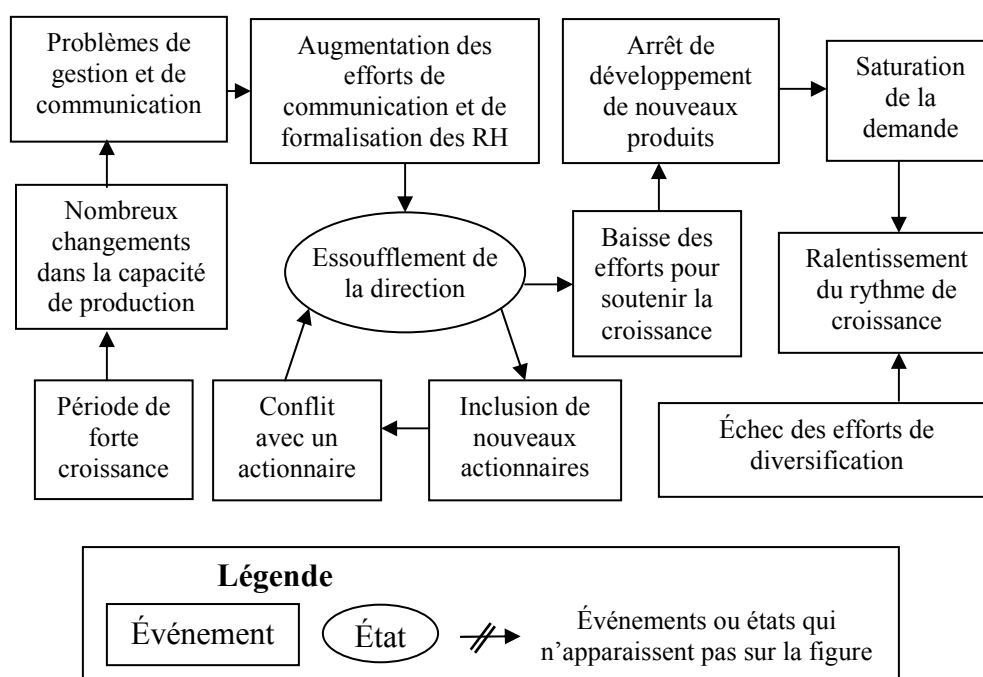 Problèmes de
gestion et de
communication
Augmentation des
efforts de
communication et de
formalisation des RH
Arrêt de
développement
de nouveaux
produits
Saturation
de la
demande
Nombreux
changements
dans la capacité
de production
Essoufflement de
la direction
Baisse des
efforts pour
soutenir la
croissance
Ralentissement
du rythme de
croissance
Période de
forte
croissance
Conflit
avec un
actionnaire
Inclusion de
nouveaux
actionnaires
Échec des efforts de
diversification
Légende
Événement
État
Événements ou états qui
n'apparaissent pas sur la figure